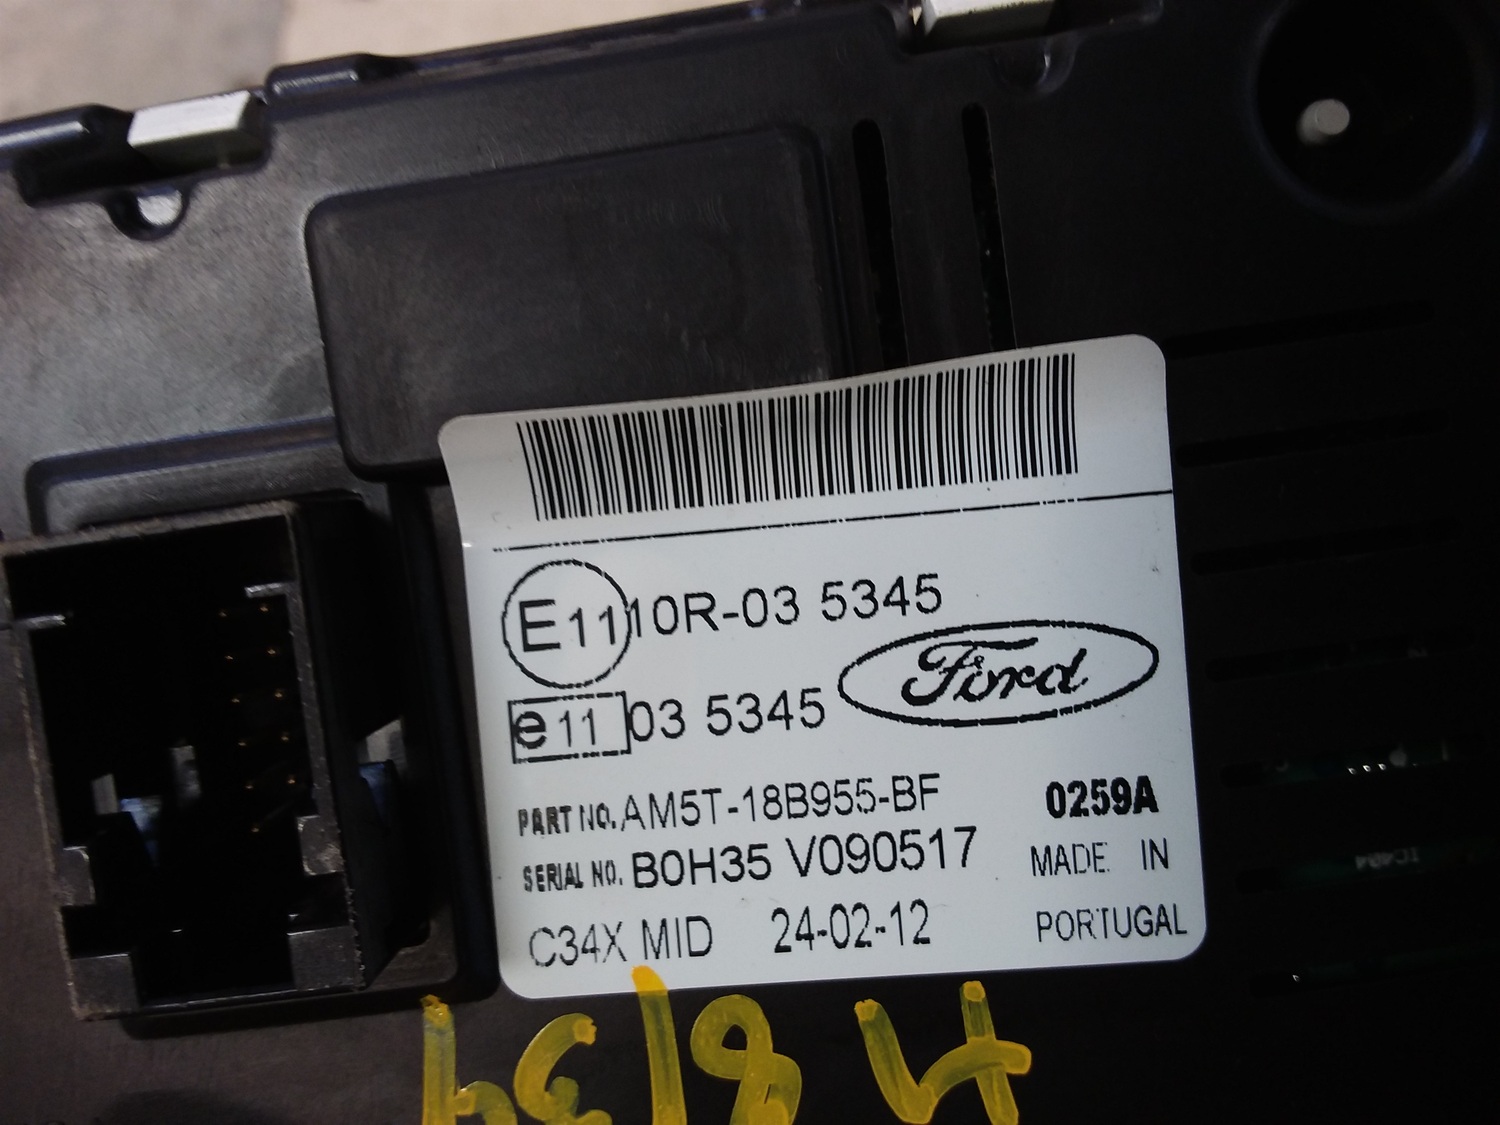 E11 10R-03 5345
Ford
e11 03 5345
PART NO. AM5T-18B955-BF 0259A
SERIAL NO. B0H35 V090517 MADE IN
C34X MID 24-02-12 PORTUGAL
IC404